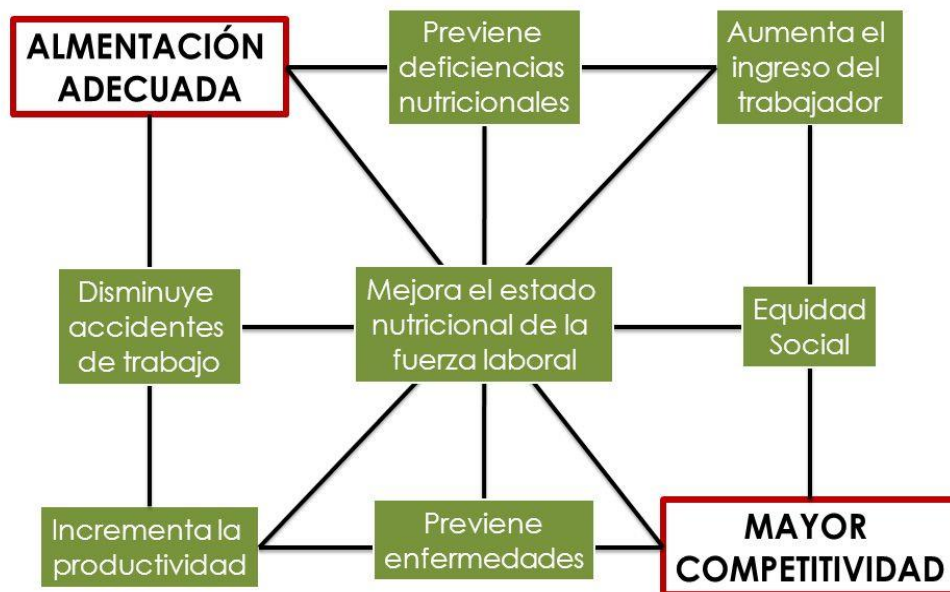 ALMENTACIÓN
ADECUADA
Previene
deficiencias
nutricionales
Aumenta el
ingreso del
trabajador
Disminuye
accidentes
de trabajo
Mejora el estado
nutricional de la
fuerza laboral
Equidad
Social
Incrementa la
productividad
Previene
enfermedades
MAYOR
COMPETITIVIDAD